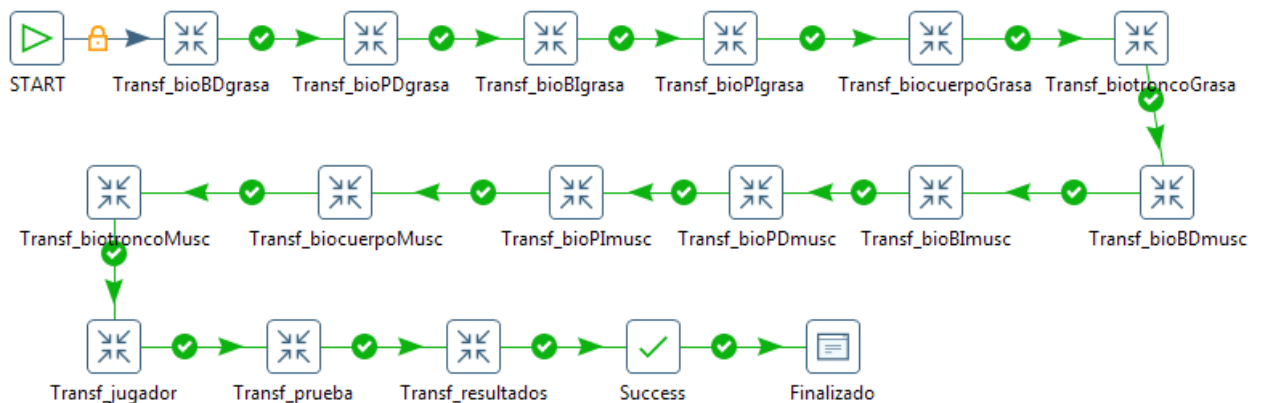 START Transf_bioBDgrasa Transf_bioPDgrasa Transf_bioBIgrasa Transf_bioPIgrasa Transf_biocuerpoGrasa Transf_biotroncoGrasa
Transf_biotroncoMusc Transf_biocuerpoMusc Transf_bioPImusc Transf_bioPDmusc Transf_bioBImusc Transf_bioBDmusc
Transf_jugador Transf_prueba Transf_resultados Success Finalizado